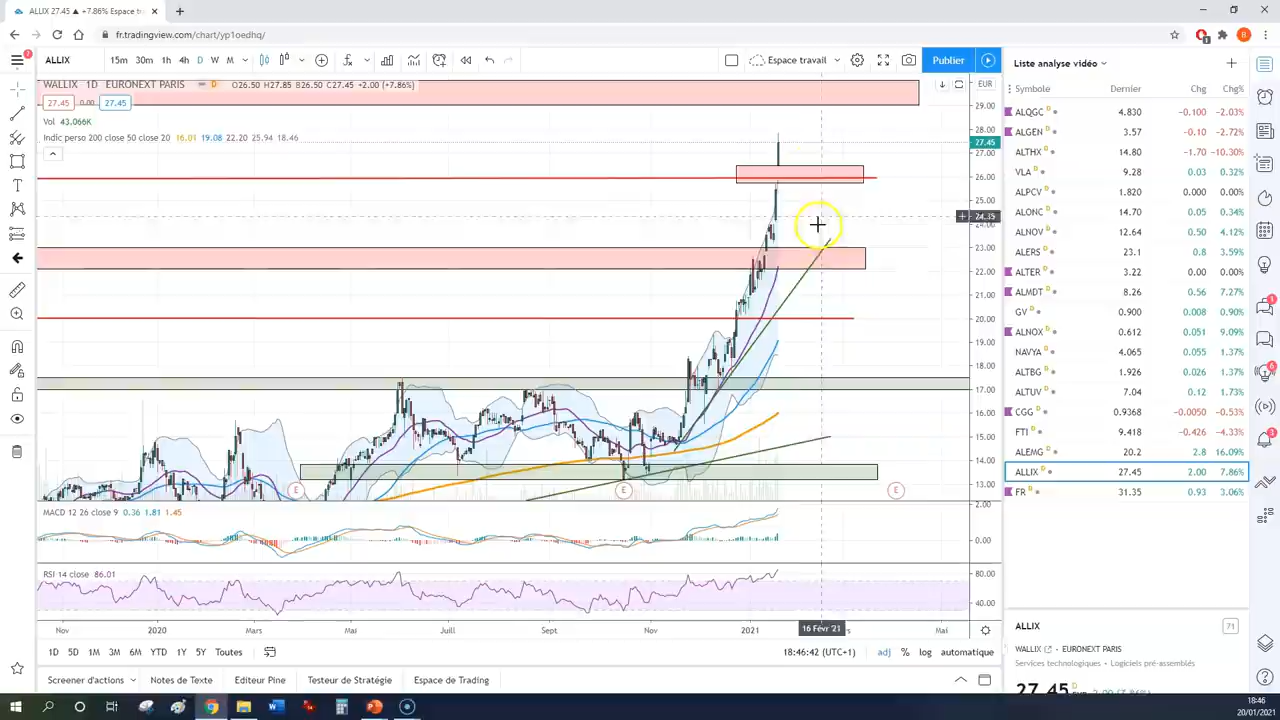 ALLIX 27.45 ▲ +7.86% Espace tr
fr.tradingview.com/chart/yp1oedhq/
ALLIX 15m 30m 1h 4h D W M Espace travail Publier
WALLIX 1D EURONEXT PARIS O26.50 H C27.45 +2.00 (+7.86%)
27.45 0.00 27.45
Vol 43.066K
Indic perso 200 close 50 close 20 16.01 19.08 22.20 25.94 18.46
EUR
29.00
28.00
27.45
27.00
26.00
25.00
24.35
24.00
23.00
22.00
21.00
20.00
19.00
18.00
17.00
16.00
15.00
14.00
13.00
E E E
MACD 12 26 close 9 0.36 1.81 1.45
2.00
0.00
RSI 14 close 86.01
80.00
40.00
Nov 2020 Mars Mai Juill Sept Nov 2021 16 Févr '21 Mai
1D 5D 1M 3M 6M YTD 1Y 5Y Toutes
18:46:42 (UTC+1) adj % log automatique
Screener d'actions Notes de Texte Editeur Pine Testeur de Stratégie Espace de Trading
Liste analyse vidéo
Symbole Dernier Chg Chg%
ALQGC D 4.830 −0.100 −2.03%
ALGEN D 3.57 −0.10 −2.72%
ALTHX D 14.80 −1.70 −10.30%
VLA D 9.28 0.03 0.32%
ALPCV D 1.820 0.000 0.00%
ALONC D 14.70 0.05 0.34%
ALNOV D 12.64 0.50 4.12%
ALERS D 23.1 0.8 3.59%
ALTER D 3.22 0.00 0.00%
ALMDT D 8.26 0.56 7.27%
GV D 0.900 0.008 0.90%
ALNOX D 0.612 0.051 9.09%
NAVYA D 4.065 0.055 1.37%
ALTBG D 1.926 0.026 1.37%
ALTUV D 7.04 0.12 1.73%
CGG D 0.9368 −0.0050 −0.53%
FTI D 9.418 −0.426 −4.33%
ALEMG D 20.2 2.8 16.09%
ALLIX D 27.45 2.00 7.86%
FR D 31.35 0.93 3.06%
ALLIX 71
WALLIX EURONEXT PARIS
Services technologiques • Logiciels pré-assemblés
27.45 2.00 (7.86%)
18:46
20/01/2021